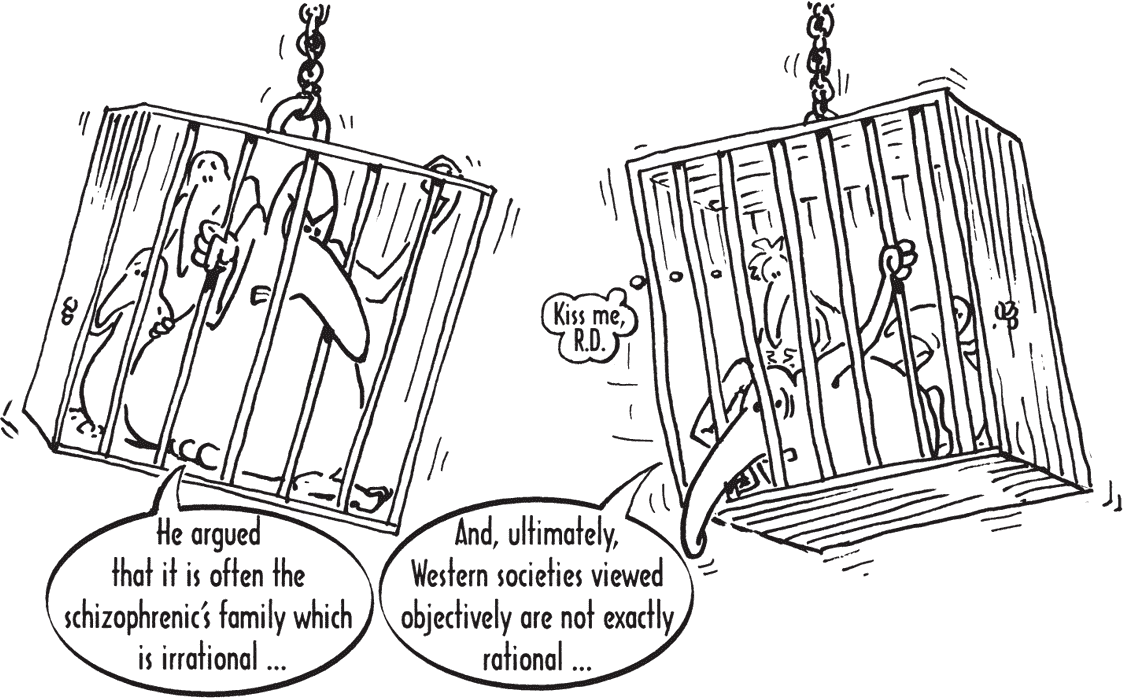 Kiss me,
R.D.
He argued
that it is often the
schizophrenic's family which
is irrational ...
And, ultimately,
Western societies viewed
objectively are not exactly
rational ...